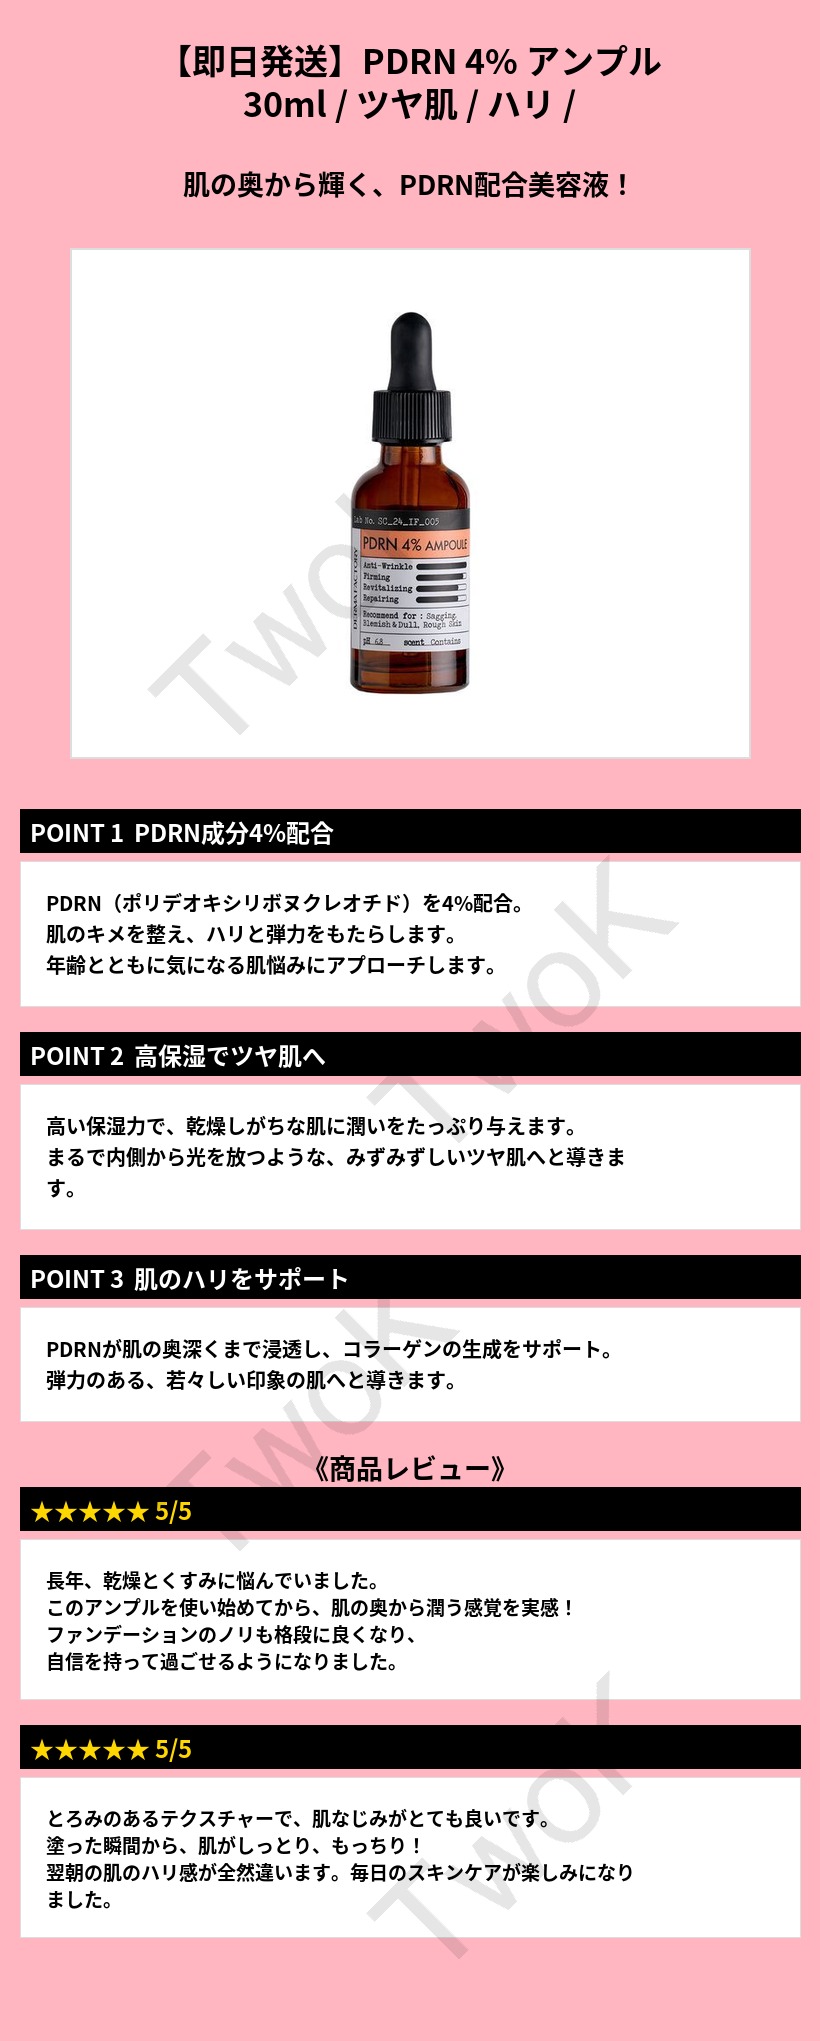 【即日発送】PDRN 4% アンプル
30ml / ツヤ肌 / ハリ /
肌の奥から輝く、PDRN配合美容液！
Lab No. SC_24_IF_005
PDRN 4% AMPOULE
DERMA FACTORY
Anti-Wrinkle
Firming
Revitalizing
Repairing
Recommend for : Sagging,
Blemish & Dull, Rough Skin
pH 6.8 scent Contains
TwoK
POINT 1 PDRN成分4%配合
PDRN（ポリデオキシリボヌクレオチド）を4%配合。
肌のキメを整え、ハリと弾力をもたらします。
年齢とともに気になる肌悩みにアプローチします。
TwoK
POINT 2 高保湿でツヤ肌へ
高い保湿力で、乾燥しがちな肌に潤いをたっぷり与えます。
まるで内側から光を放つような、みずみずしいツヤ肌へと導きま
す。
POINT 3 肌のハリをサポート
PDRNが肌の奥深くまで浸透し、コラーゲンの生成をサポート。
弾力のある、若々しい印象の肌へと導きます。
TwoK
《商品レビュー》
★★★★★ 5/5
長年、乾燥とくすみに悩んでいました。
このアンプルを使い始めてから、肌の奥から潤う感覚を実感！
ファンデーションのノリも格段に良くなり、
自信を持って過ごせるようになりました。
★★★★★ 5/5
とろみのあるテクスチャーで、肌なじみがとても良いです。
塗った瞬間から、肌がしっとり、もっちり！
翌朝の肌のハリ感が全然違います。毎日のスキンケアが楽しみになり
ました。
TwoK